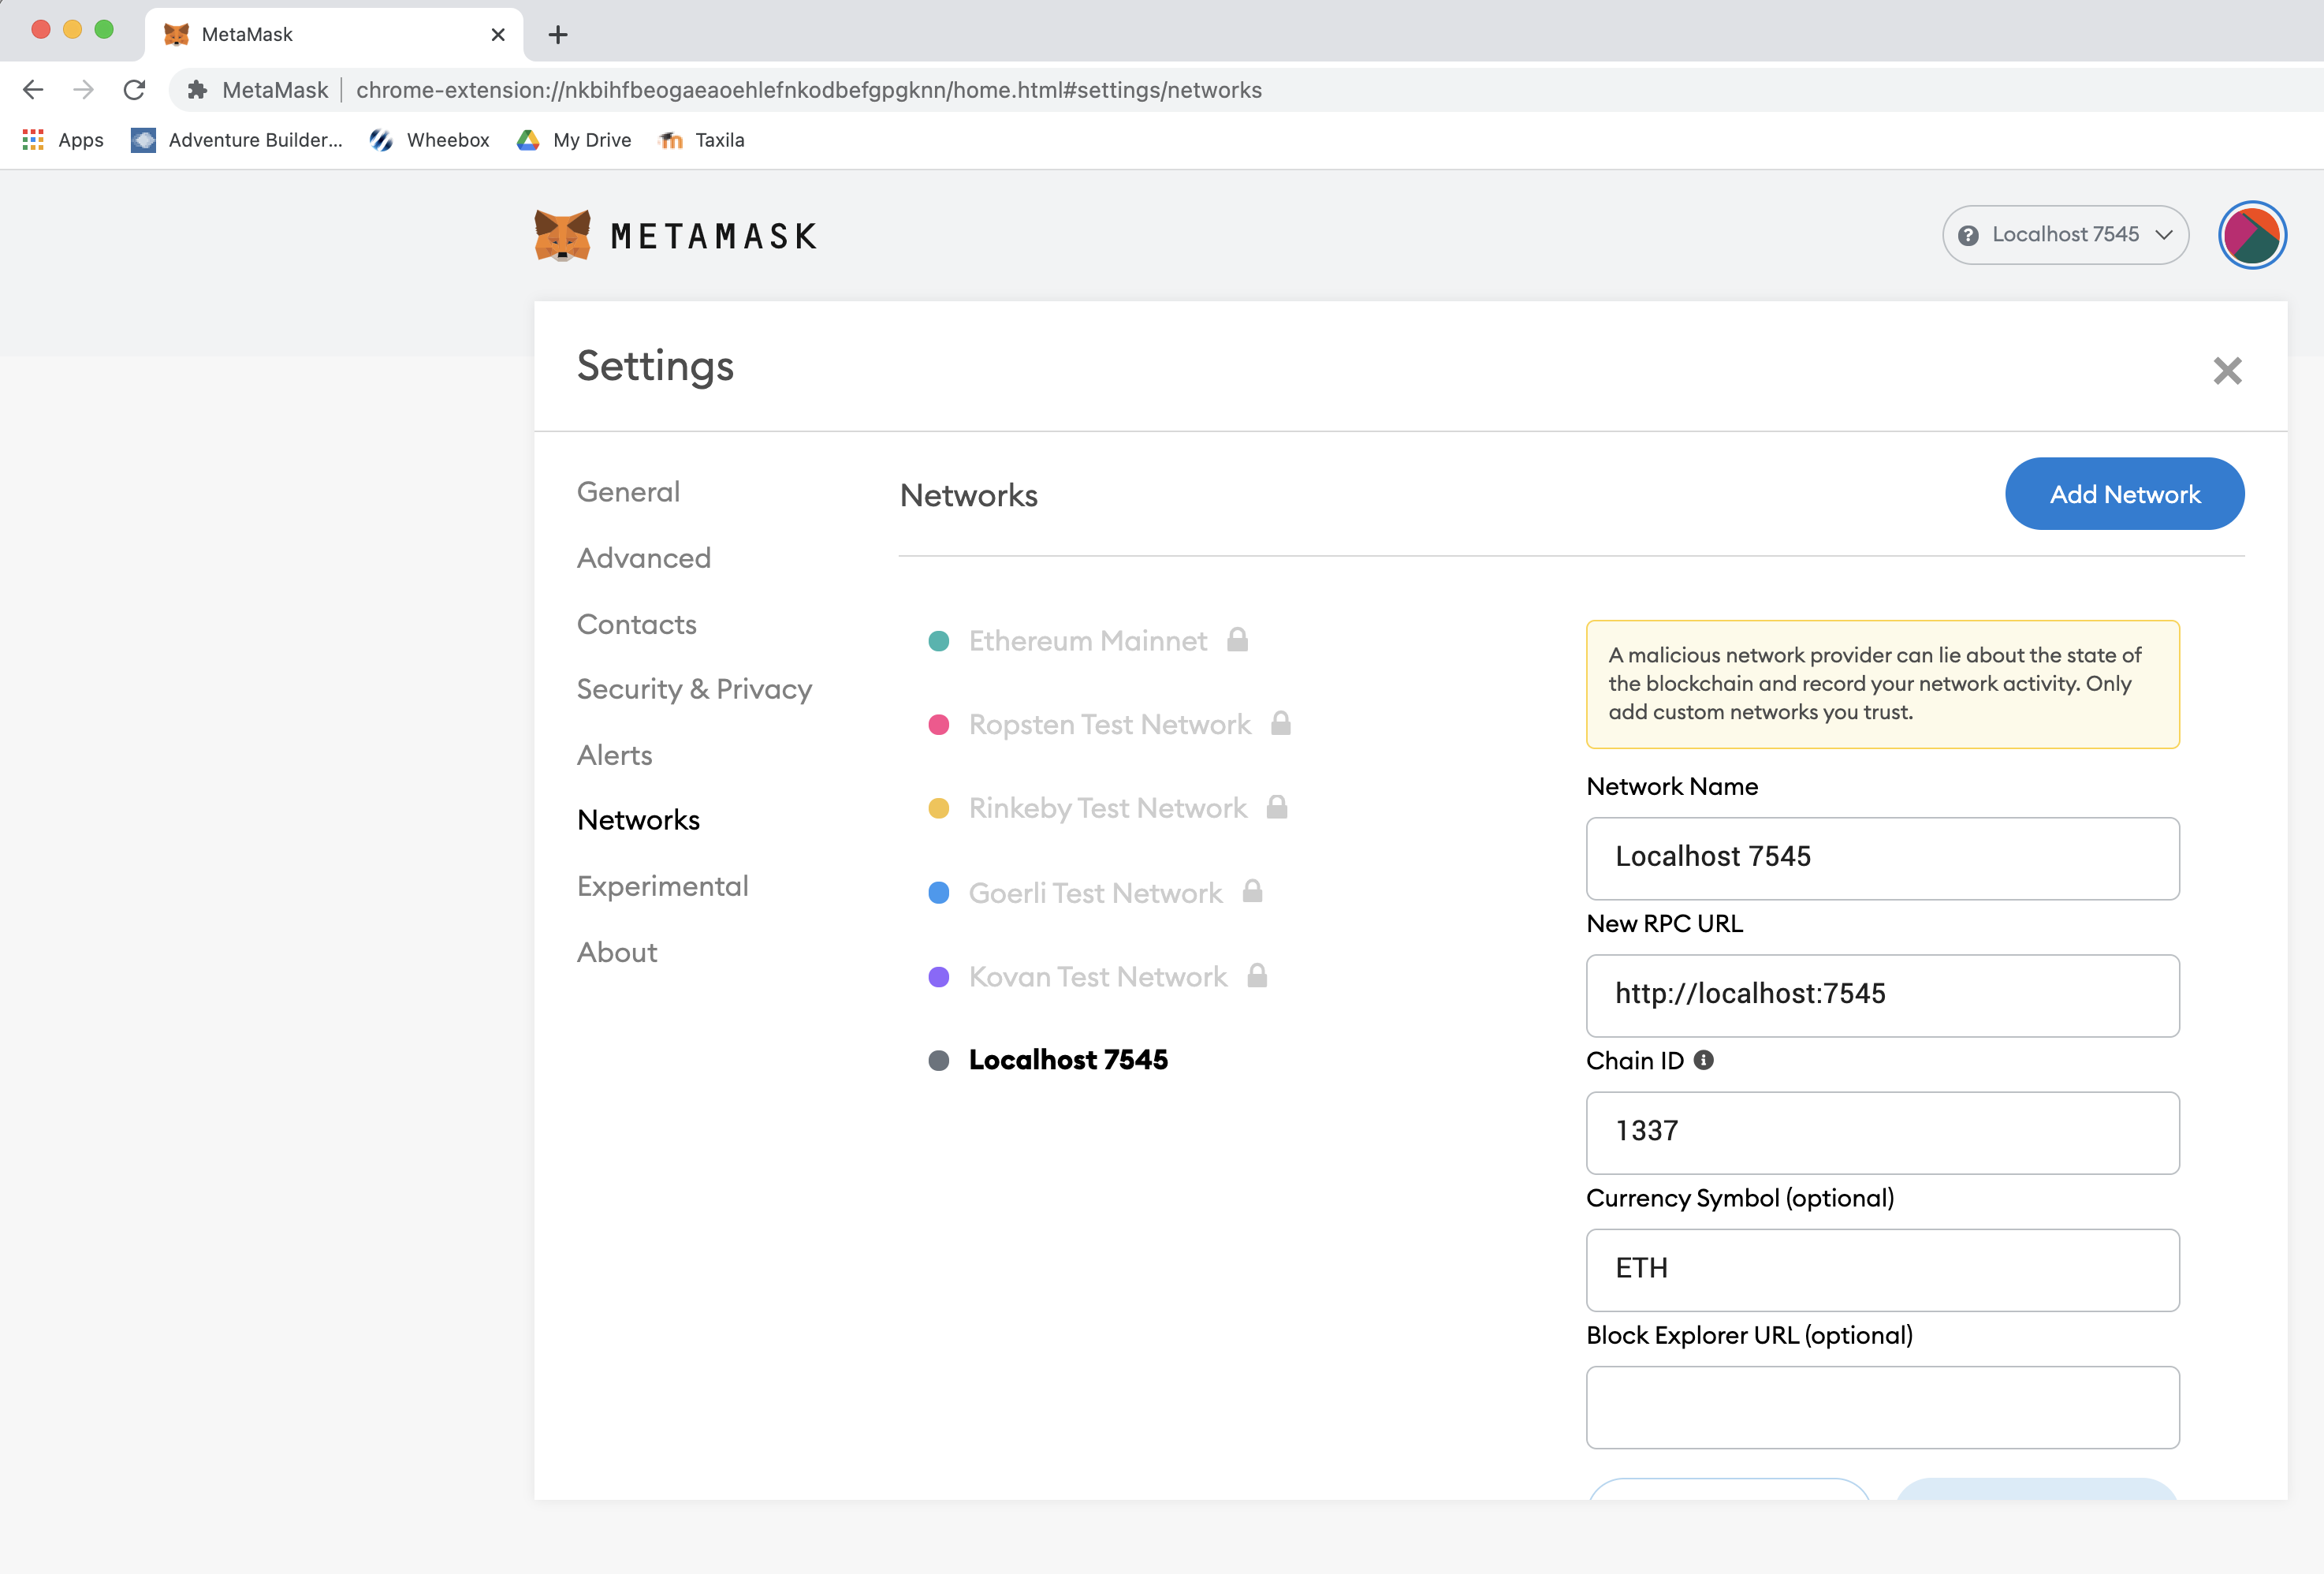 MetaMask
MetaMask | chrome-extension://nkbihfbeogaeaoehlefnkodbefgpgknn/home.html#settings/networks
Apps Adventure Builder... Wheebox My Drive Taxila
METAMASK
Localhost 7545
Settings
General
Advanced
Contacts
Security & Privacy
Alerts
Networks
Experimental
About
Networks
Add Network
Ethereum Mainnet
Ropsten Test Network
Rinkeby Test Network
Goerli Test Network
Kovan Test Network
Localhost 7545
A malicious network provider can lie about the state of
the blockchain and record your network activity. Only
add custom networks you trust.
Network Name
Localhost 7545
New RPC URL
http://localhost:7545
Chain ID
1337
Currency Symbol (optional)
ETH
Block Explorer URL (optional)